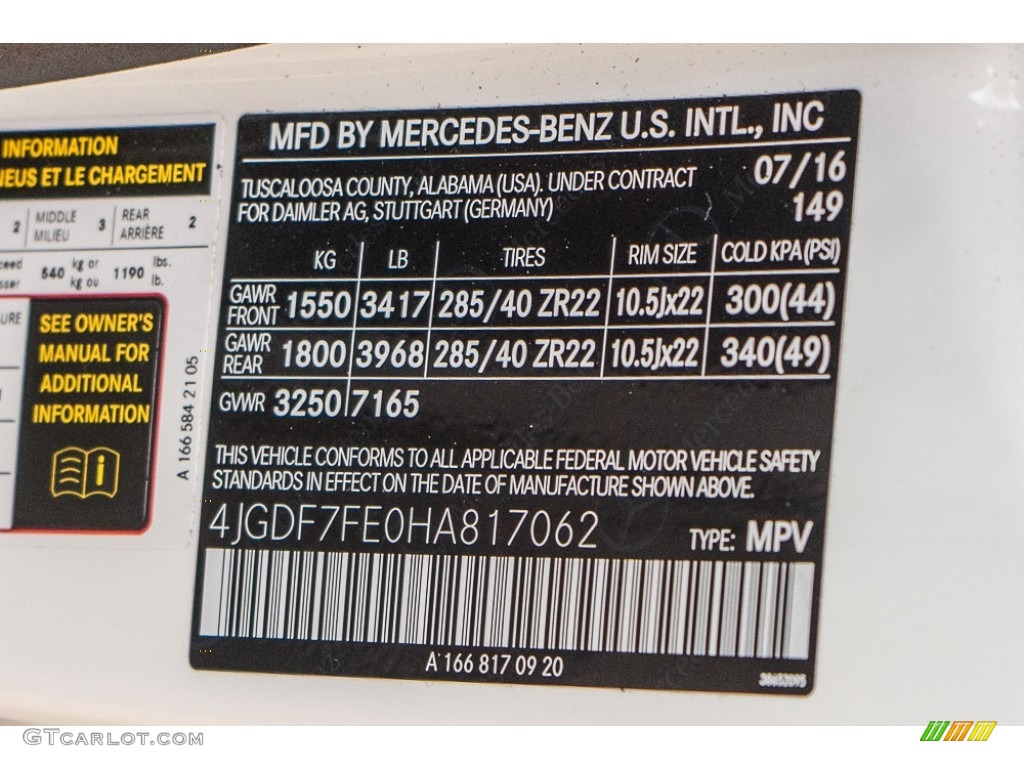 INFORMATION
NEUS ET LE CHARGEMENT
2 MIDDLE MILIEU 3 REAR ARRIÈRE 2
540 kg or kg ou 1190 lbs. lb.
SEE OWNER'S
MANUAL FOR
ADDITIONAL
INFORMATION
A 166 584 21 05
MFD BY MERCEDES-BENZ U.S. INTL., INC
TUSCALOOSA COUNTY, ALABAMA (USA). UNDER CONTRACT 07/16
FOR DAIMLER AG, STUTTGART (GERMANY) 149
KG LB TIRES RIM SIZE COLD KPA (PSI)
GAWR FRONT 1550 3417 285/40 ZR22 10.5Jx22 300(44)
GAWR REAR 1800 3968 285/40 ZR22 10.5Jx22 340(49)
GVWR 3250 7165
THIS VEHICLE CONFORMS TO ALL APPLICABLE FEDERAL MOTOR VEHICLE SAFETY
STANDARDS IN EFFECT ON THE DATE OF MANUFACTURE SHOWN ABOVE.
4JGDF7FE0HA817062 TYPE: MPV
A 166 817 09 20
GTCARLOT.COM